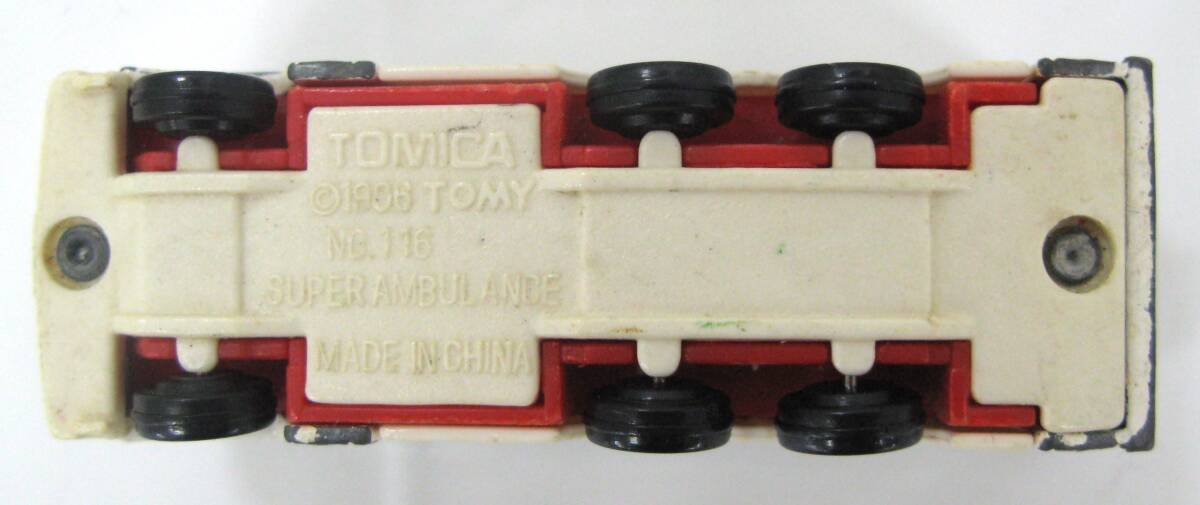 TOMICA
©1996 TOMY
NO.116
SUPER AMBULANCE
MADE IN CHINA